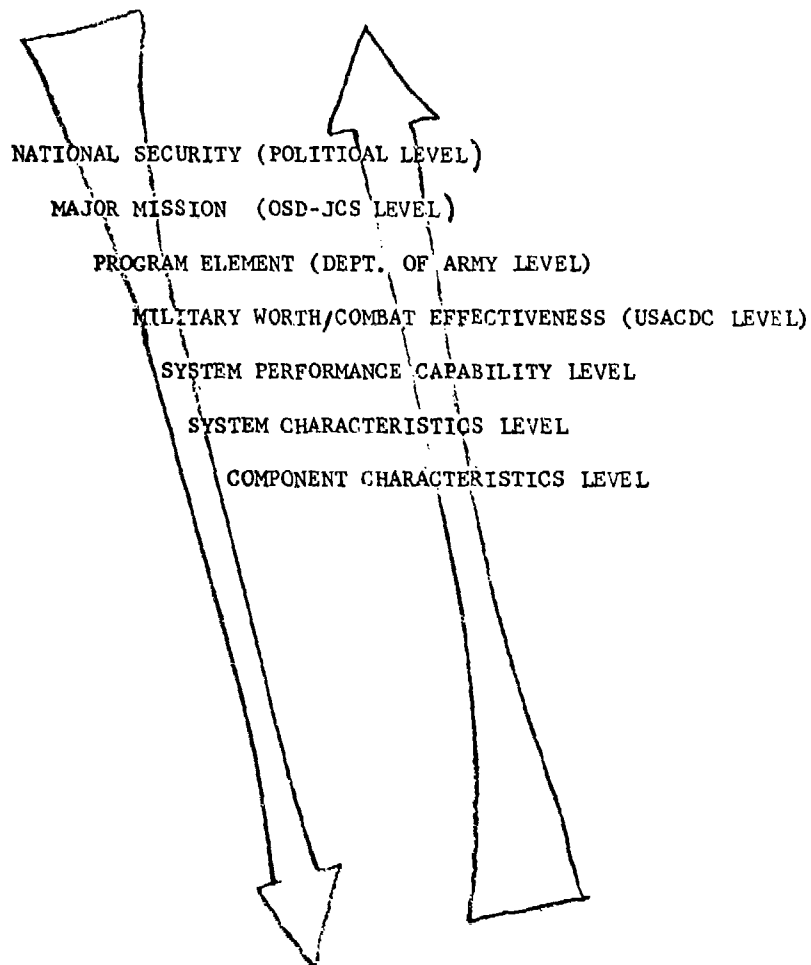 NATIONAL SECURITY (POLITICAL LEVEL)
MAJOR MISSION (OSD-JCS LEVEL)
PROGRAM ELEMENT (DEPT. OF ARMY LEVEL)
MILITARY WORTH/COMBAT EFFECTIVENESS (USACDC LEVEL)
SYSTEM PERFORMANCE CAPABILITY LEVEL
SYSTEM CHARACTERISTICS LEVEL
COMPONENT CHARACTERISTICS LEVEL